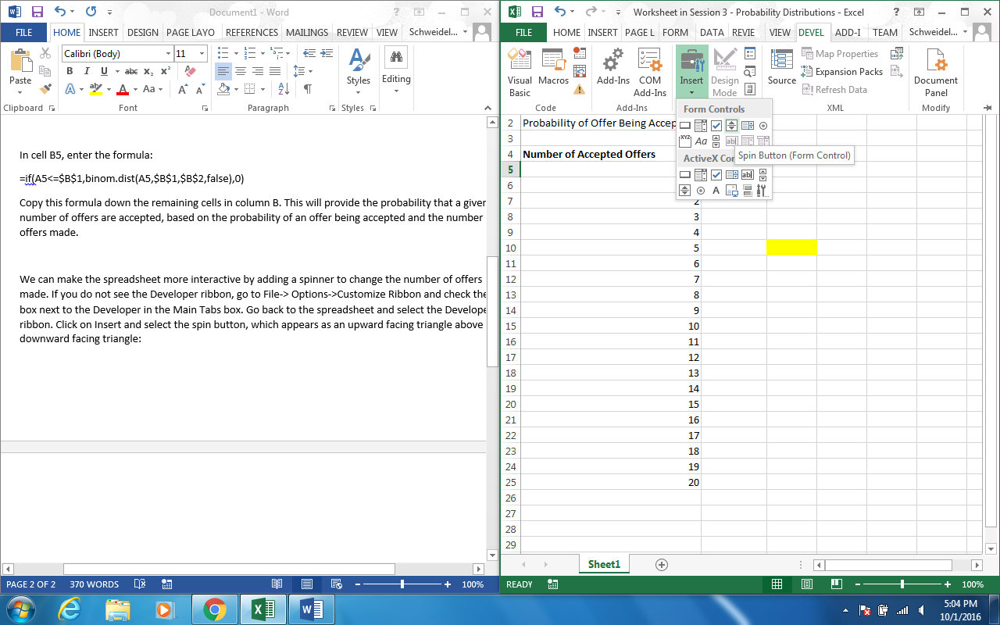 Document1 - Word
FILE HOME INSERT DESIGN PAGE LAYO REFERENCES MAILINGS REVIEW VIEW Schweidel...
Calibri (Body) 11
Paste
Styles
Editing
B I U abc x₂ x²
A ab A Aa A A
Clipboard Font Paragraph Styles
In cell B5, enter the formula:
=if(A5<=$B$1,binom.dist(A5,$B$1,$B$2,false),0)
Copy this formula down the remaining cells in column B. This will provide the probability that a given
number of offers are accepted, based on the probability of an offer being accepted and the number
offers made.
We can make the spreadsheet more interactive by adding a spinner to change the number of offers
made. If you do not see the Developer ribbon, go to File-> Options->Customize Ribbon and check the
box next to the Developer in the Main Tabs box. Go back to the spreadsheet and select the Develope
ribbon. Click on Insert and select the spin button, which appears as an upward facing triangle above
downward facing triangle:
PAGE 2 OF 2 370 WORDS 100%
Worksheet in Session 3 - Probability Distributions - Excel
FILE HOME INSERT PAGE L FORM DATA REVIE VIEW DEVEL ADD-I TEAM Schweidel...
Visual Basic
Macros
Add-Ins
COM Add-Ins
Insert
Design Mode
Source
Map Properties
Expansion Packs
Refresh Data
Document Panel
Code Add-Ins XML Modify
Form Controls
XYZ Aa ab
Spin Button (Form Control)
ActiveX Con
ab
A
2 Probability of Offer Being Accep
3
4 Number of Accepted Offers
5
6
7 2
8 3
9 4
10 5
11 6
12 7
13 8
14 9
15 10
16 11
17 12
18 13
19 14
20 15
21 16
22 17
23 18
24 19
25 20
26
27
28
29
Sheet1
READY 100%
5:04 PM
10/1/2016